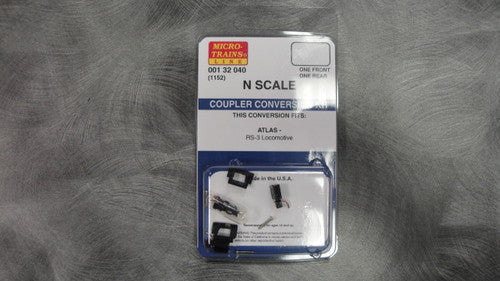 MICRO-
TRAINS®
LINE
001 32 040
(1152)
ONE FRONT
ONE REAR
N SCALE
COUPLER CONVERSION
THIS CONVERSION FITS:
ATLAS -
RS-3 Locomotive
Made in the U.S.A.